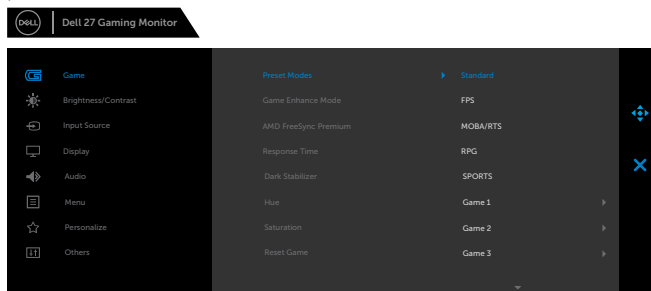 DELL Dell 27 Gaming Monitor
Game Preset Modes Standard
Brightness/Contrast Game Enhance Mode FPS
Input Source AMD FreeSync Premium MOBA/RTS
Display Response Time RPG
Audio Dark Stabilizer SPORTS
Menu Hue Game 1
Personalize Saturation Game 2
Others Reset Game Game 3